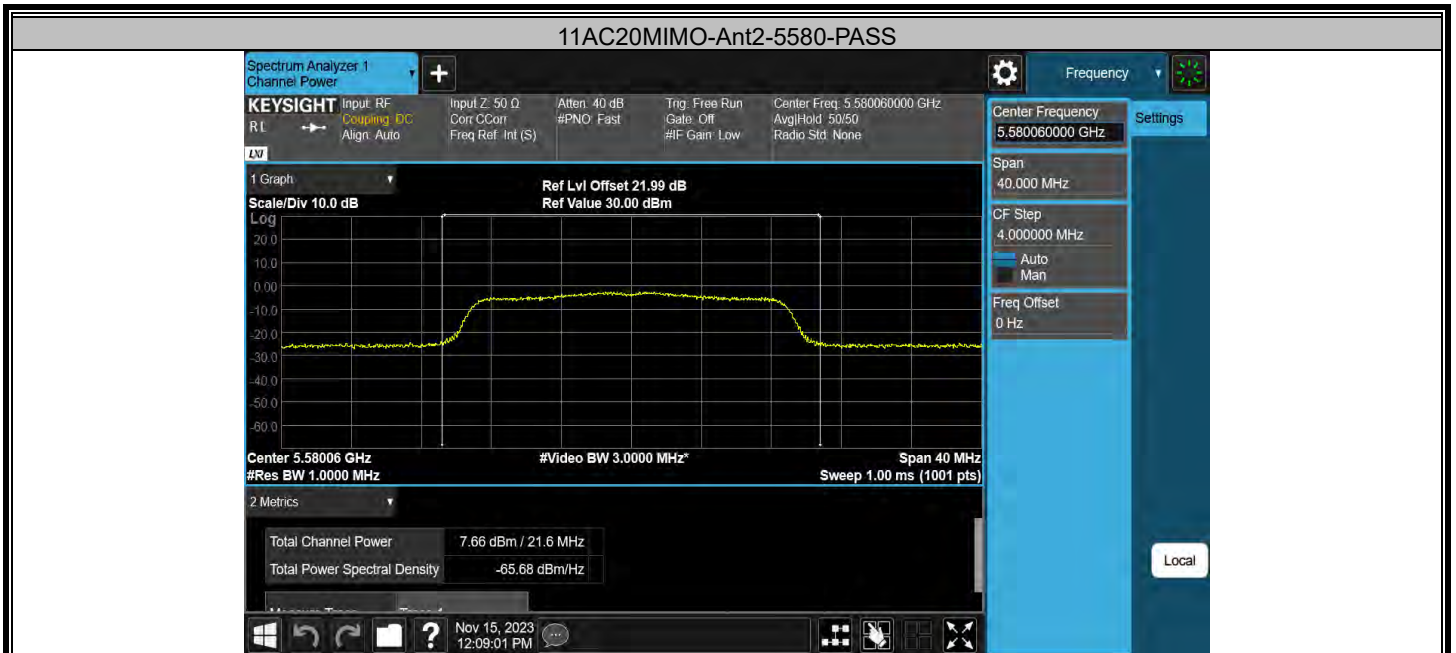 11AC20MIMO-Ant2-5580-PASS
Spectrum Analyzer 1
Channel Power
Frequency
KEYSIGHT
RL
LXI
Input: RF
Coupling: DC
Align: Auto
Input Z: 50 Ω
Corr CCorr
Freq Ref: Int (S)
Atten: 40 dB
#PNO: Fast
Trig: Free Run
Gate: Off
#IF Gain: Low
Center Freq: 5.580060000 GHz
Avg|Hold: 50/50
Radio Std: None
Center Frequency
5.580060000 GHz
Settings
Span
40.000 MHz
CF Step
4.000000 MHz
Auto
Man
Freq Offset
0 Hz
1 Graph
Ref Lvl Offset 21.99 dB
Scale/Div 10.0 dB
Ref Value 30.00 dBm
Log
20.0
10.0
0.00
-10.0
-20.0
-30.0
-40.0
-50.0
-60.0
Center 5.58006 GHz
#Video BW 3.0000 MHz*
Span 40 MHz
#Res BW 1.0000 MHz
Sweep 1.00 ms (1001 pts)
2 Metrics
Total Channel Power 7.66 dBm / 21.6 MHz
Total Power Spectral Density -65.68 dBm/Hz
Local
?
Nov 15, 2023
12:09:01 PM